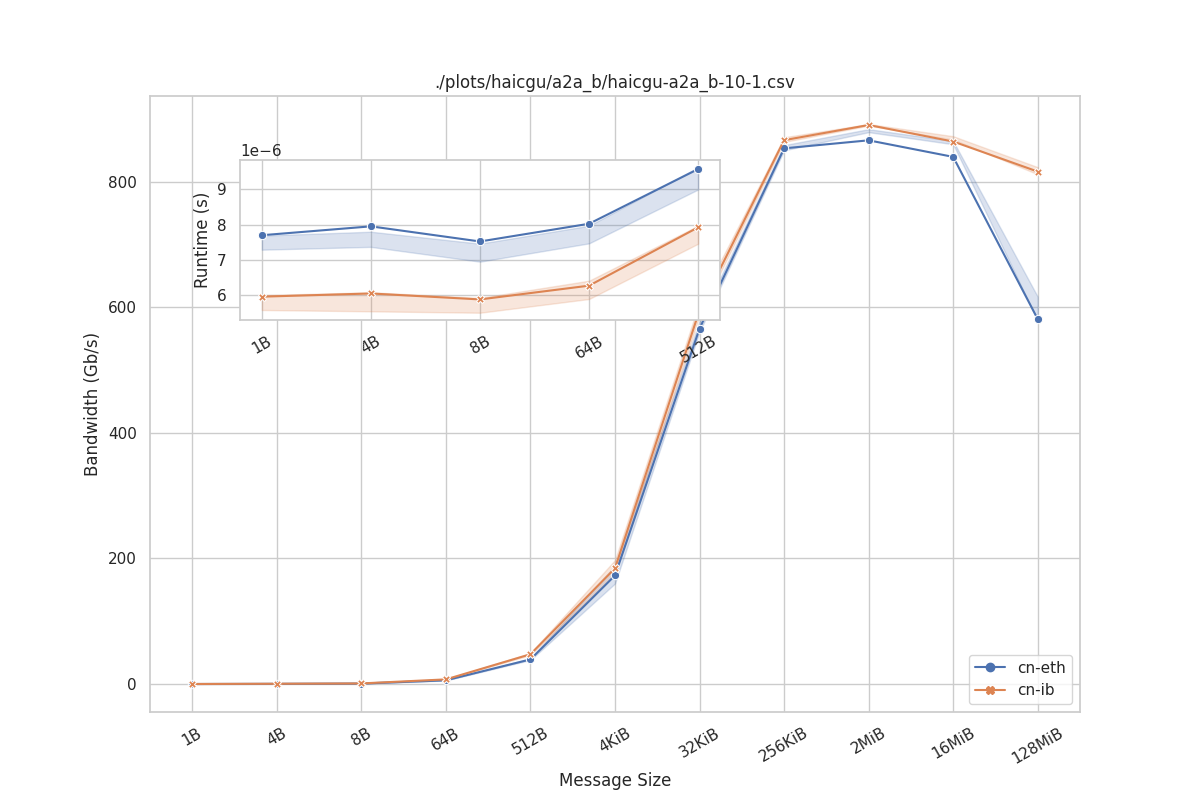 ./plots/haicgu/a2a_b/haicgu-a2a_b-10-1.csv
1e−6
9
8
7
6
Runtime (s)
1B
4B
8B
64B
512B
800
600
400
200
0
Bandwidth (Gb/s)
cn-eth
cn-ib
1B
4B
8B
64B
512B
4KiB
32KiB
256KiB
2MiB
16MiB
128MiB
Message Size